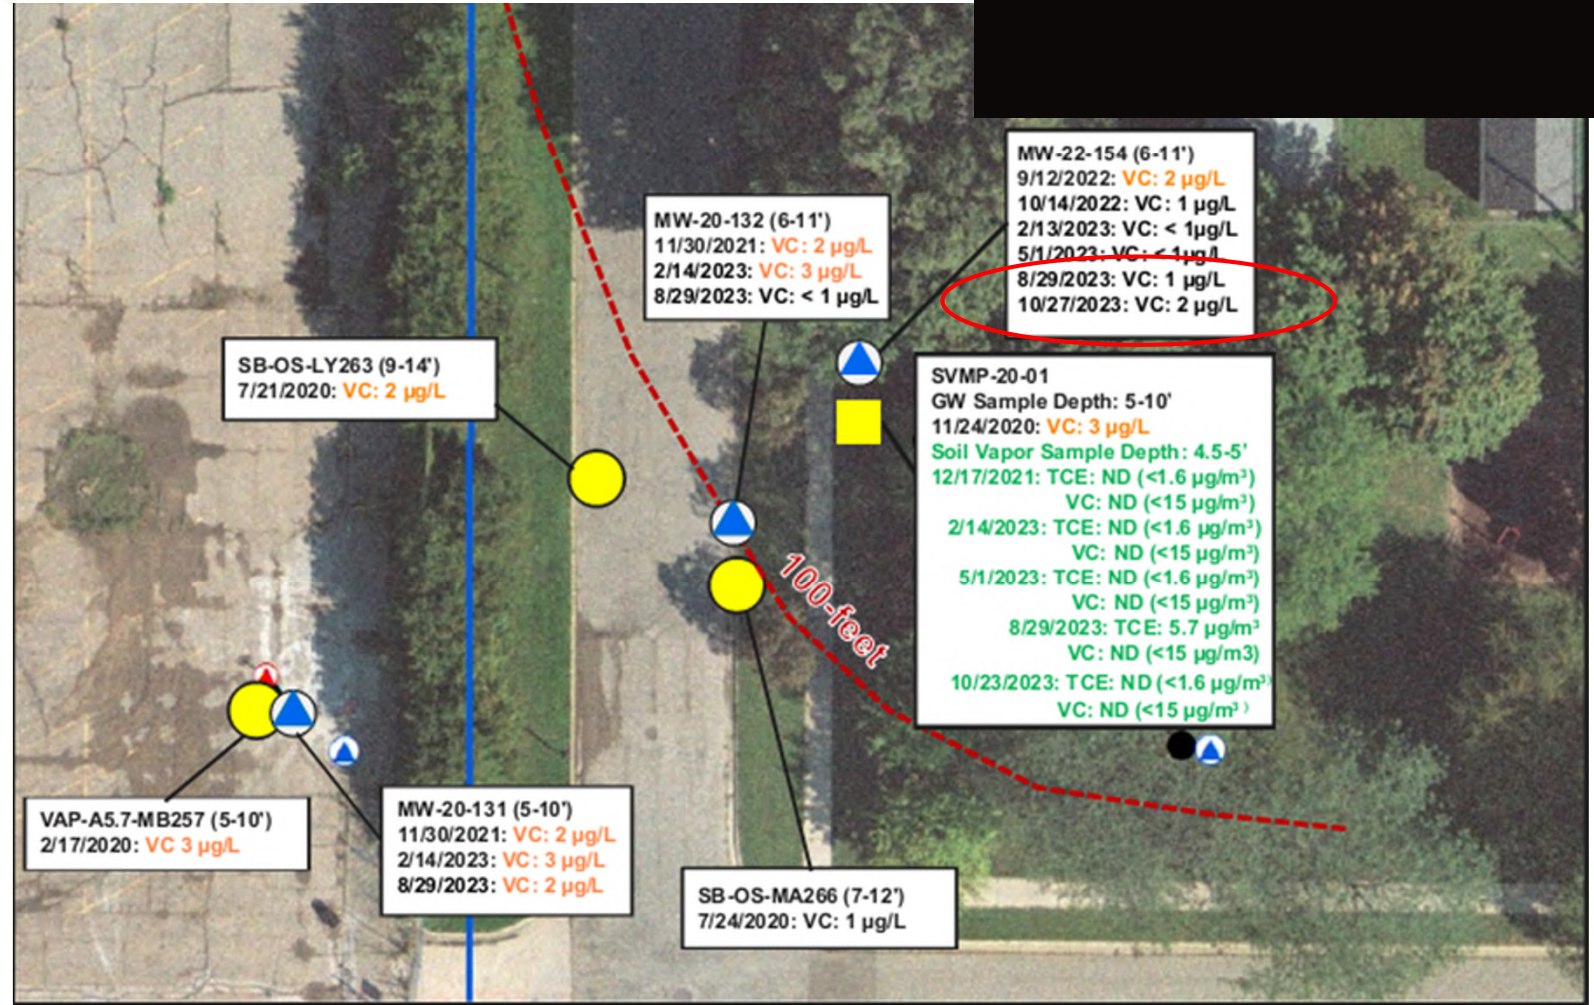 MW-22-154 (6-11')
9/12/2022: VC: 2 µg/L
10/14/2022: VC: 1 µg/L
2/13/2023: VC: < 1µg/L
5/1/2023: VC: < 1µg/L
8/29/2023: VC: 1 µg/L
10/27/2023: VC: 2 µg/L
MW-20-132 (6-11')
11/30/2021: VC: 2 µg/L
2/14/2023: VC: 3 µg/L
8/29/2023: VC: < 1 µg/L
SB-OS-LY263 (9-14')
7/21/2020: VC: 2 µg/L
SVMP-20-01
GW Sample Depth: 5-10'
11/24/2020: VC: 3 µg/L
Soil Vapor Sample Depth: 4.5-5'
12/17/2021: TCE: ND (<1.6 µg/m³)
VC: ND (<15 µg/m³)
2/14/2023: TCE: ND (<1.6 µg/m³)
VC: ND (<15 µg/m³)
5/1/2023: TCE: ND (<1.6 µg/m³)
VC: ND (<15 µg/m³)
8/29/2023: TCE: 5.7 µg/m³
VC: ND (<15 µg/m3)
10/23/2023: TCE: ND (<1.6 µg/m³)
VC: ND (<15 µg/m³ )
100-feet
VAP-A5.7-MB257 (5-10')
2/17/2020: VC 3 µg/L
MW-20-131 (5-10')
11/30/2021: VC: 2 µg/L
2/14/2023: VC: 3 µg/L
8/29/2023: VC: 2 µg/L
SB-OS-MA266 (7-12')
7/24/2020: VC: 1 µg/L